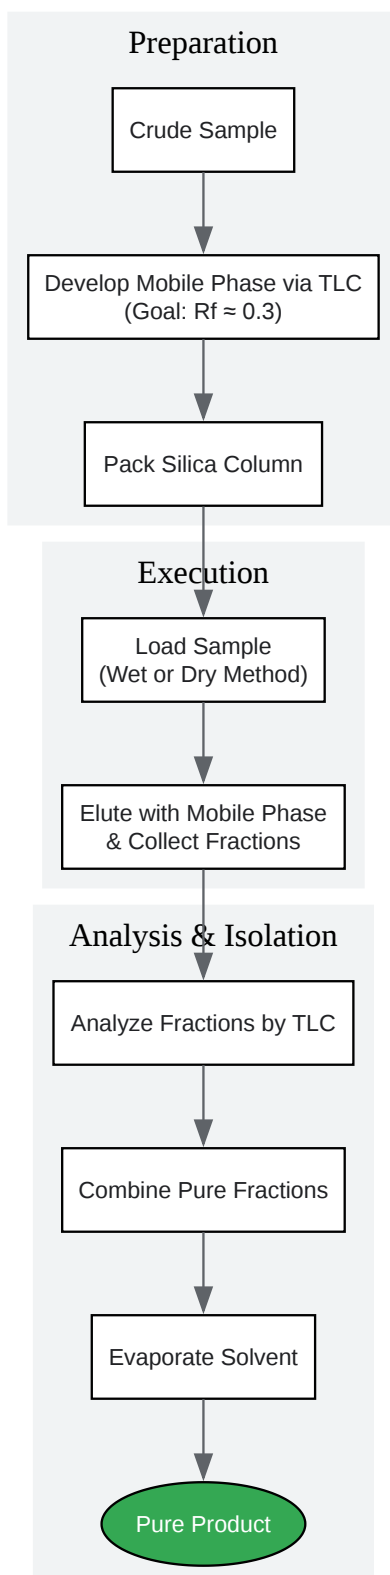 Preparation
Crude Sample
Develop Mobile Phase via TLC
(Goal: Rf ≈ 0.3)
Pack Silica Column
Execution
Load Sample
(Wet or Dry Method)
Elute with Mobile Phase
& Collect Fractions
Analysis & Isolation
Analyze Fractions by TLC
Combine Pure Fractions
Evaporate Solvent
Pure Product